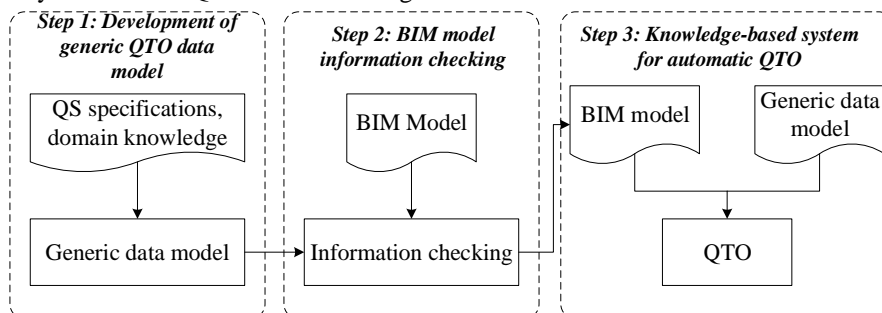 Step 1: Development of
generic QTO data
model
QS specifications,
domain knowledge
Generic data model
Step 2: BIM model
information checking
BIM Model
Information checking
Step 3: Knowledge-based system
for automatic QTO
BIM model
Generic data
model
QTO